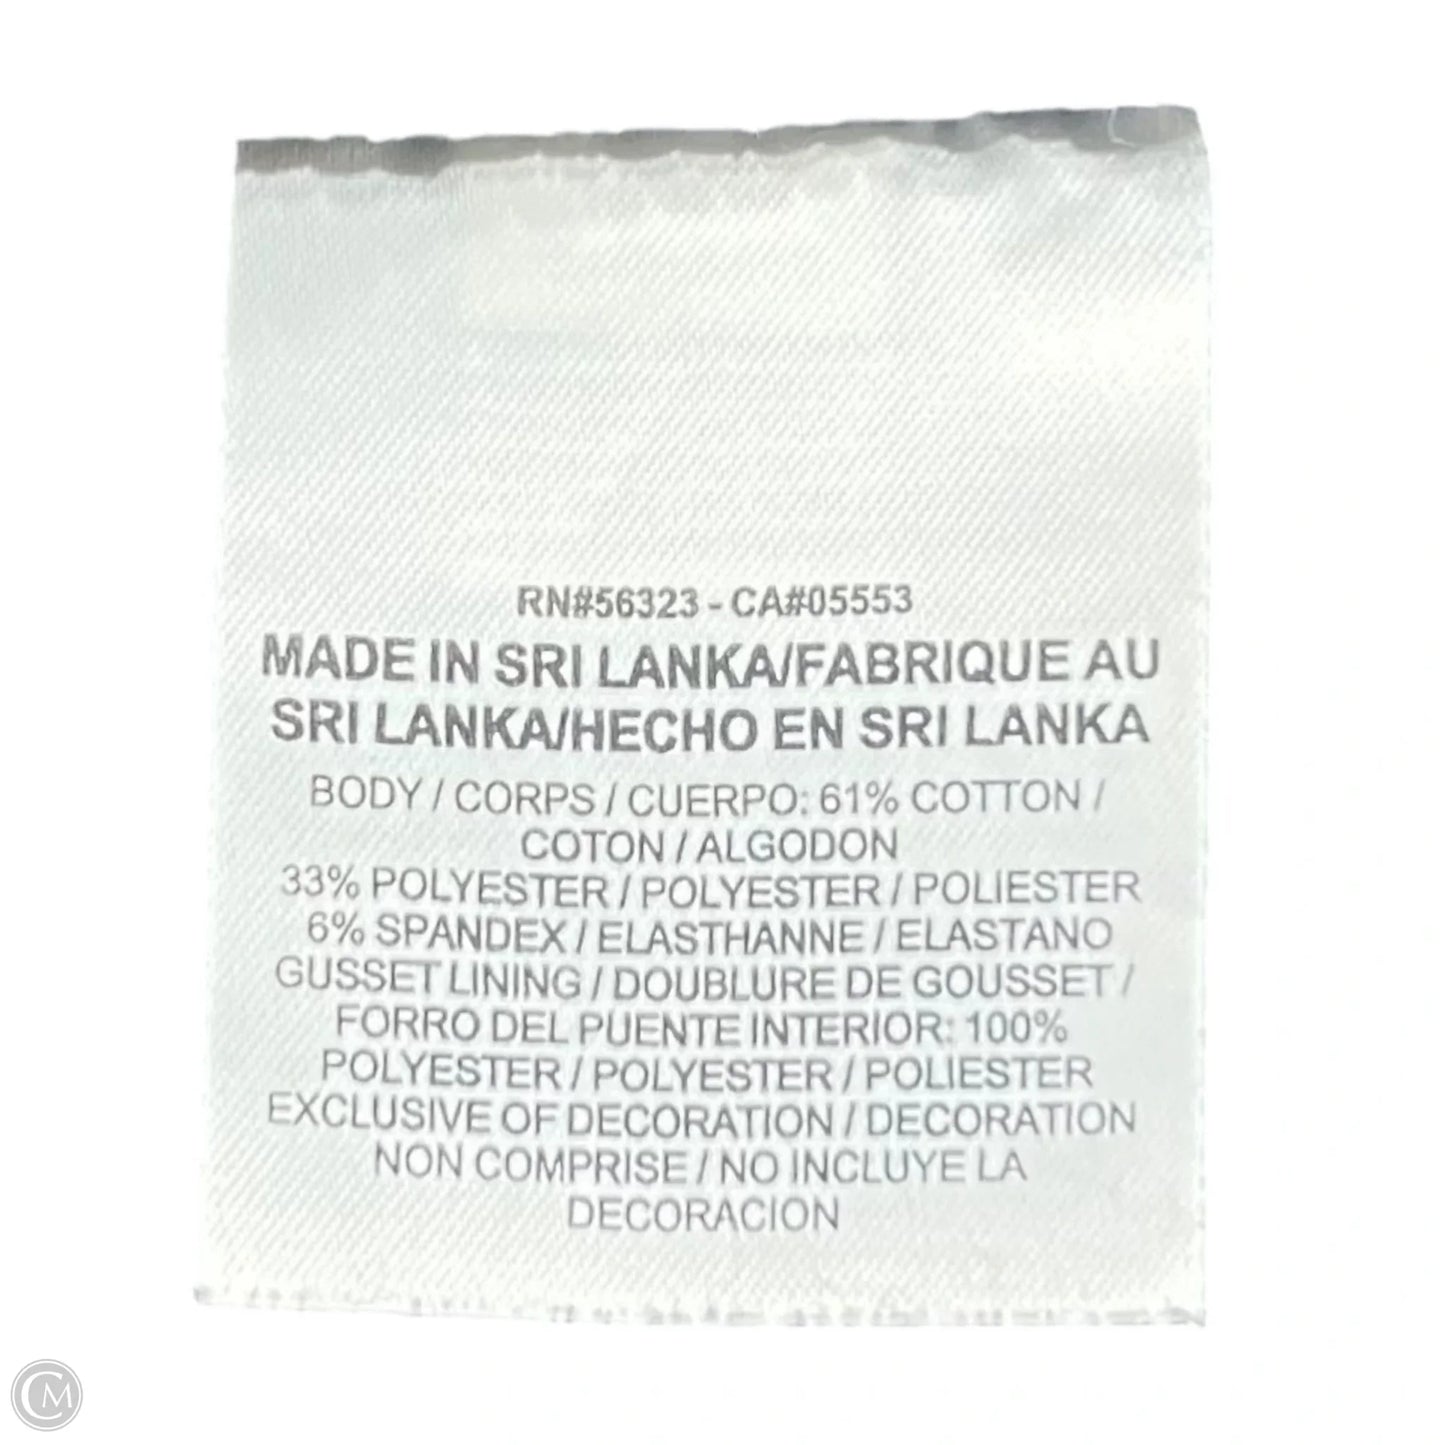 RN#56323 - CA#05553
MADE IN SRI LANKA/FABRIQUE AU
SRI LANKA/HECHO EN SRI LANKA
BODY / CORPS / CUERPO: 61% COTTON /
COTON / ALGODON
33% POLYESTER / POLYESTER / POLIESTER
6% SPANDEX / ELASTHANNE / ELASTANO
GUSSET LINING / DOUBLURE DE GOUSSET /
FORRO DEL PUENTE INTERIOR: 100%
POLYESTER / POLYESTER / POLIESTER
EXCLUSIVE OF DECORATION / DECORATION
NON COMPRISE / NO INCLUYE LA
DECORACION
CM